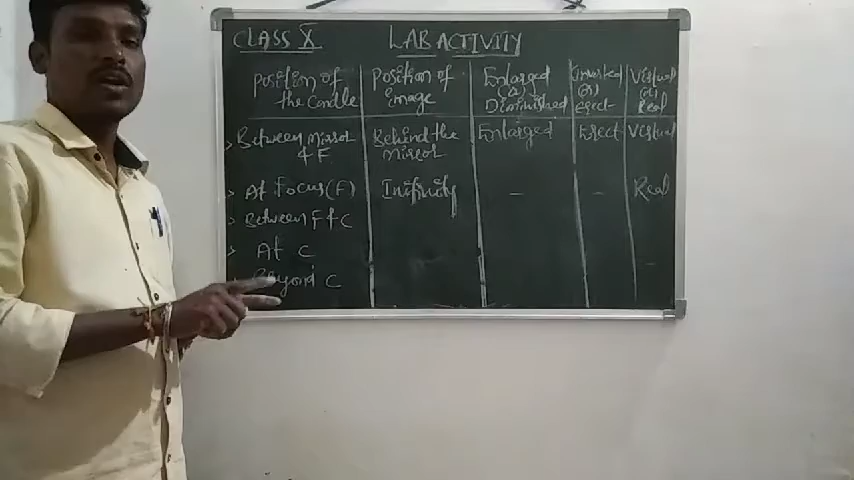 CLASS X LAB ACTIVITY
Position of the Candle
Position of Image
Enlarged (or) Diminished
Inverted (or) Erect
Virtual (or) Real
Between Mirror & F
Behind the Mirror
Enlarged
Erect
Virtual
At Focus (F)
Infinity
-
-
Real
Between F & C
At C
Beyond C